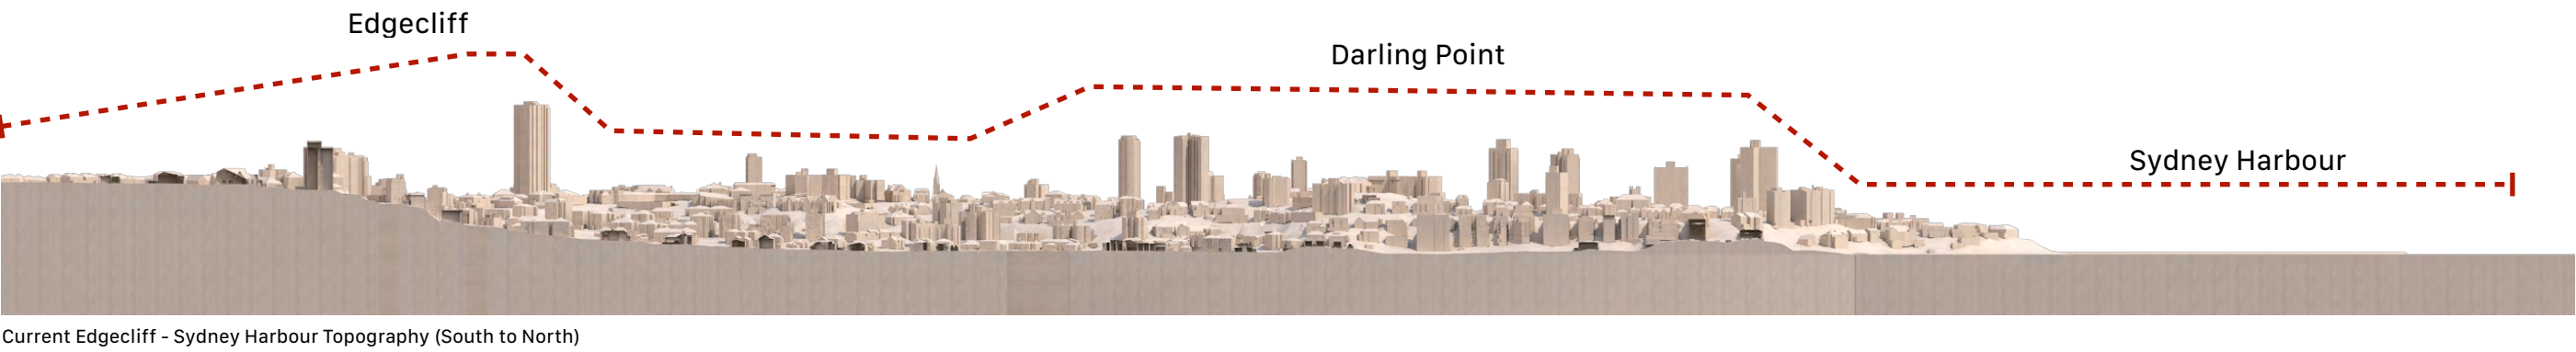 Edgecliff
Darling Point
Sydney Harbour
Current Edgecliff - Sydney Harbour Topography (South to North)